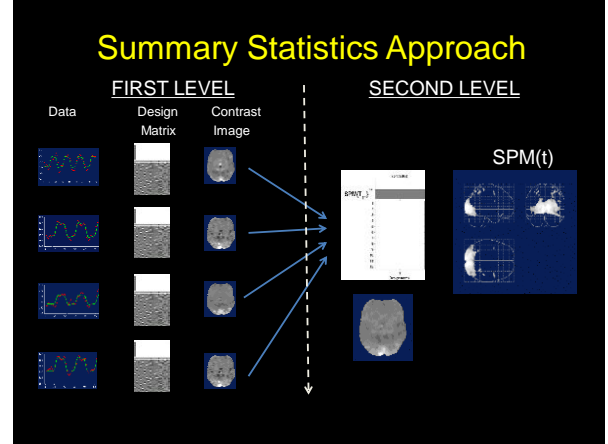 Summary Statistics Approach
FIRST LEVEL
SECOND LEVEL
Data
Design
Matrix
Contrast
Image
SPM(t)